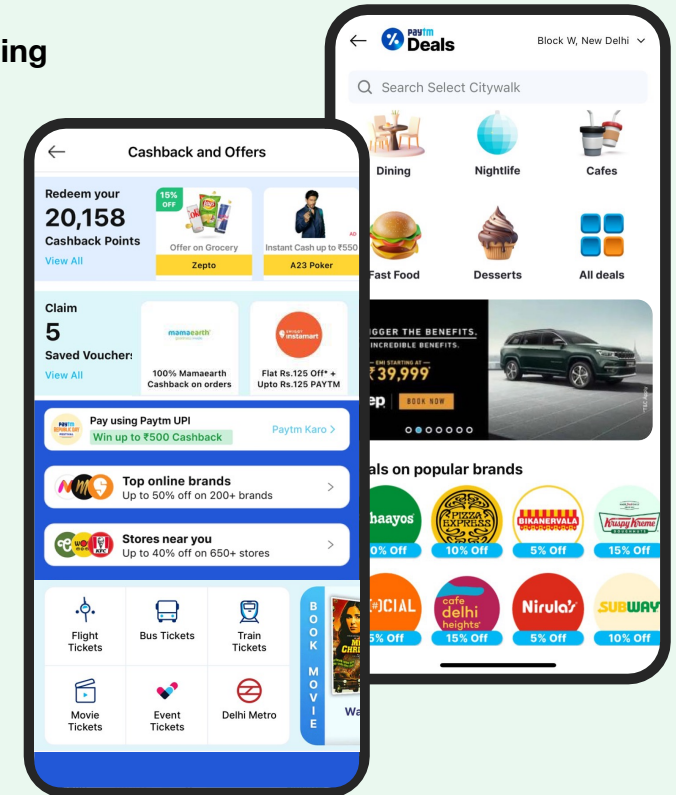 ing
Cashback and Offers
Redeem your
20,158
Cashback Points
View All
15%
OFF
Offer on Grocery
Zepto
AD
Instant Cash up to ₹550
A23 Poker
Claim
5
Saved Vouchers
View All
mamaearth
100% Mamaearth
Cashback on orders
instamart
Flat Rs.125 Off* +
Upto Rs.125 PAYTM
Pay using Paytm UPI
Win up to ₹500 Cashback
Paytm Karo >
Top online brands
Up to 50% off on 200+ brands
Stores near you
Up to 40% off on 650+ stores
KFC
Flight
Tickets
Bus Tickets
Train
Tickets
Movie
Tickets
Event
Tickets
Delhi Metro
BOOK MOVIE
Wa
paytm
Deals
Block W, New Delhi
Search Select Citywalk
Dining
Nightlife
Cafes
Fast Food
Desserts
All deals
IGGER THE BENEFITS.
INCREDIBLE BENEFITS.
EMI STARTING AT
₹39,999*
ep
BOOK NOW
als on popular brands
haayos
0% Off
PIZZA
EXPRESS
10% Off
BIKANERVALA
5% Off
Krispy Kreme
DOUGHNUTS
15% Off
#)CIAL
5% Off
cafe
delhi
heights
15% Off
Nirula's
5% Off
SUBWAY
10% Off